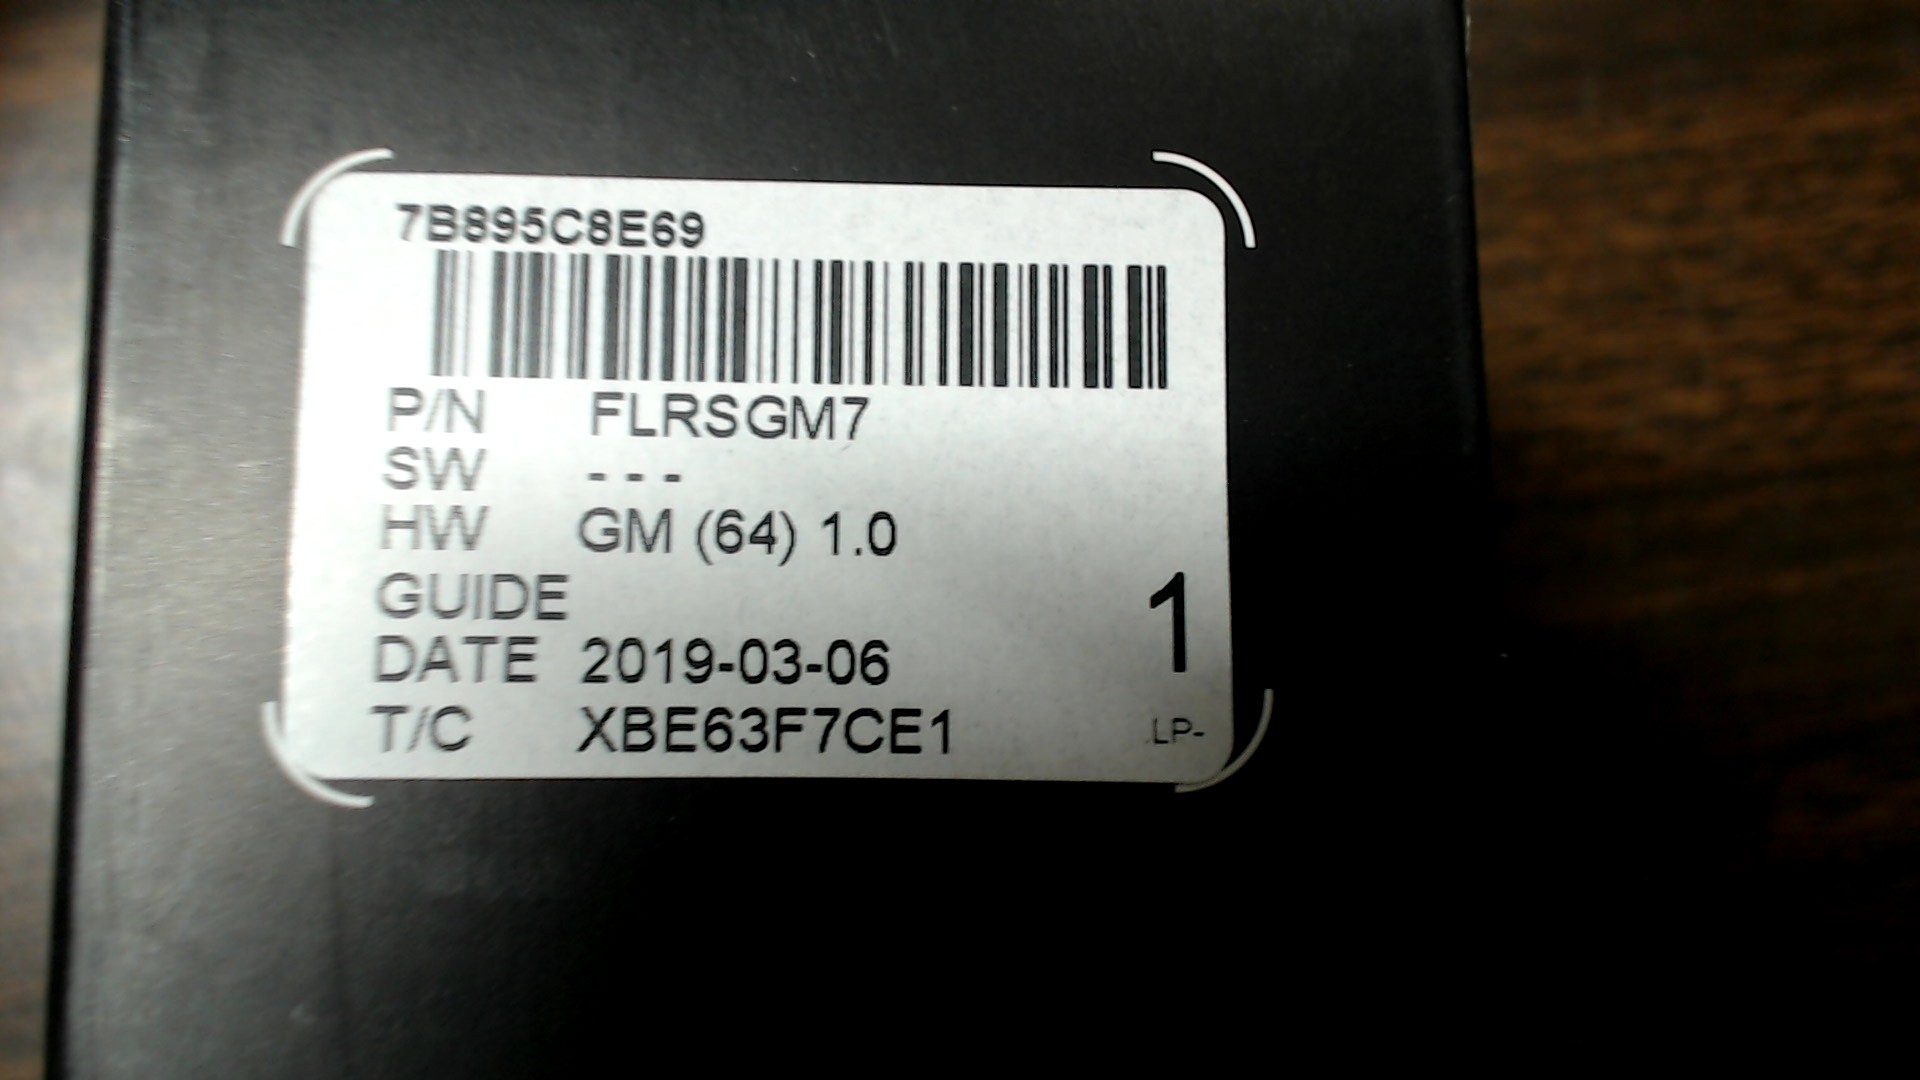 7B895C8E69
P/N FLRSGM7
SW - - -
HW GM (64) 1.0
GUIDE
1
DATE 2019-03-06
T/C XBE63F7CE1
LP-